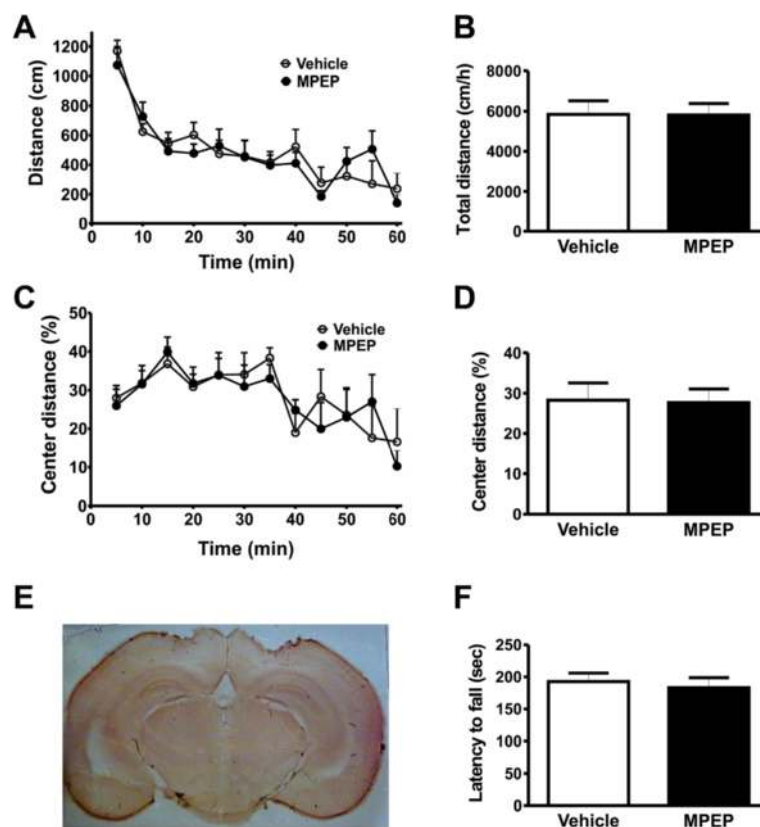 A
Distance (cm)
1200
1000
800
600
400
200
0
0 10 20 30 40 50 60
Time (min)
Vehicle
MPEP
B
Total distance (cm/h)
8000
6000
4000
2000
0
Vehicle MPEP
C
Center distance (%)
50
40
30
20
10
0
0 10 20 30 40 50 60
Time (min)
Vehicle
MPEP
D
Center distance (%)
40
30
20
10
0
Vehicle MPEP
E
F
Latency to fall (sec)
250
200
150
100
50
0
Vehicle MPEP